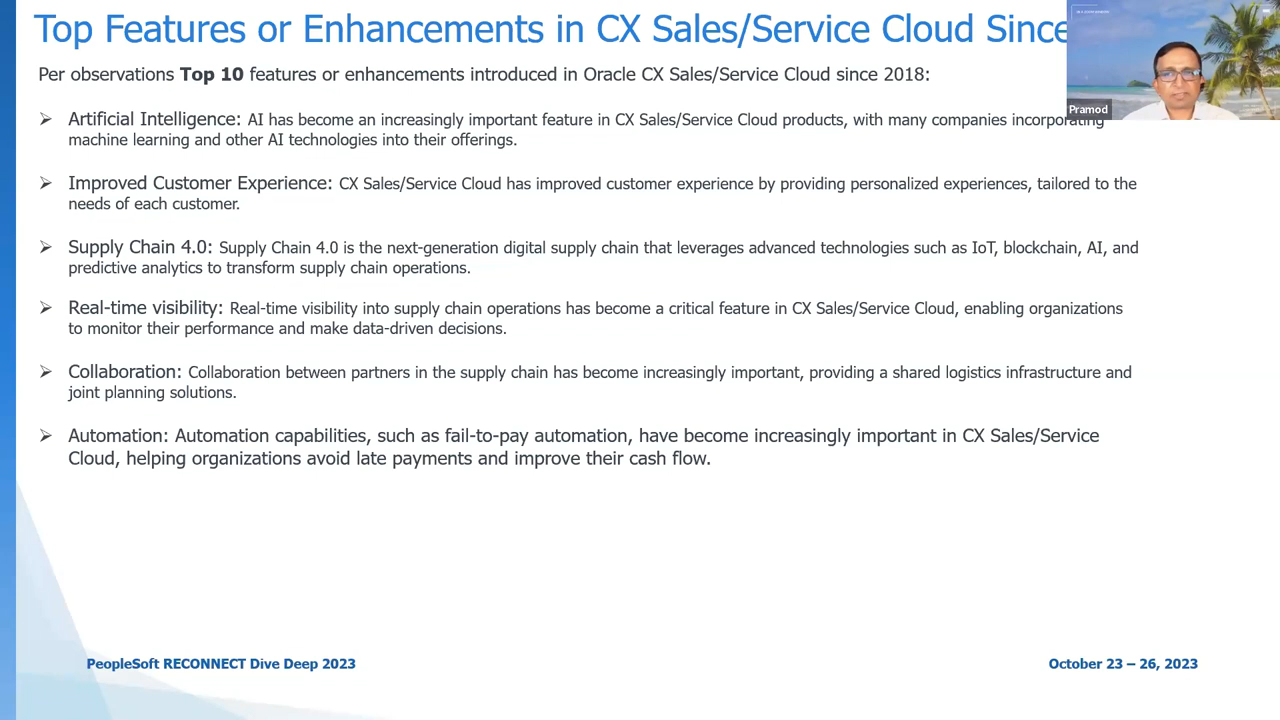 Top Features or Enhancements in CX Sales/Service Cloud Since
Per observations Top 10 features or enhancements introduced in Oracle CX Sales/Service Cloud since 2018:
Pramod
➢ Artificial Intelligence: AI has become an increasingly important feature in CX Sales/Service Cloud products, with many companies incorporating
machine learning and other AI technologies into their offerings.
➢ Improved Customer Experience: CX Sales/Service Cloud has improved customer experience by providing personalized experiences, tailored to the
needs of each customer.
➢ Supply Chain 4.0: Supply Chain 4.0 is the next-generation digital supply chain that leverages advanced technologies such as IoT, blockchain, AI, and
predictive analytics to transform supply chain operations.
➢ Real-time visibility: Real-time visibility into supply chain operations has become a critical feature in CX Sales/Service Cloud, enabling organizations
to monitor their performance and make data-driven decisions.
➢ Collaboration: Collaboration between partners in the supply chain has become increasingly important, providing a shared logistics infrastructure and
joint planning solutions.
➢ Automation: Automation capabilities, such as fail-to-pay automation, have become increasingly important in CX Sales/Service
Cloud, helping organizations avoid late payments and improve their cash flow.
PeopleSoft RECONNECT Dive Deep 2023
October 23 – 26, 2023